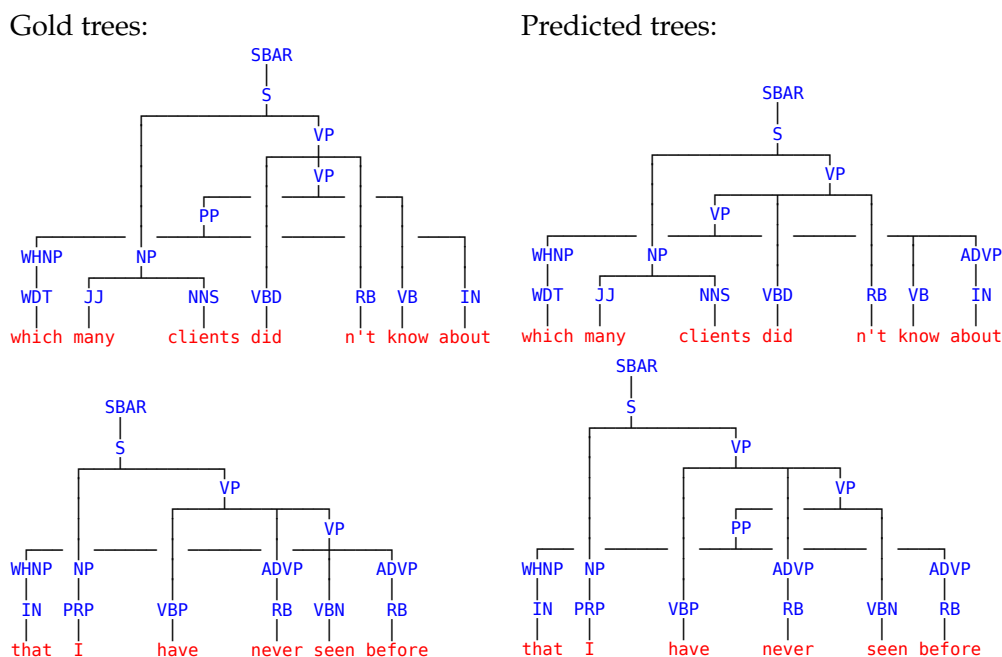 Gold trees:
SBAR
S
VP
VP
PP
WHNP NP
WDT JJ NNS VBD RB VB IN
which many clients did n't know about
SBAR
S
VP
VP
WHNP NP ADVP ADVP
IN PRP VBP RB VBN RB
that I have never seen before
Predicted trees:
SBAR
S
VP
VP
WHNP NP ADVP
WDT JJ NNS VBD RB VB IN
which many clients did n't know about
SBAR
S
VP
VP
PP
WHNP NP ADVP ADVP
IN PRP VBP RB VBN RB
that I have never seen before